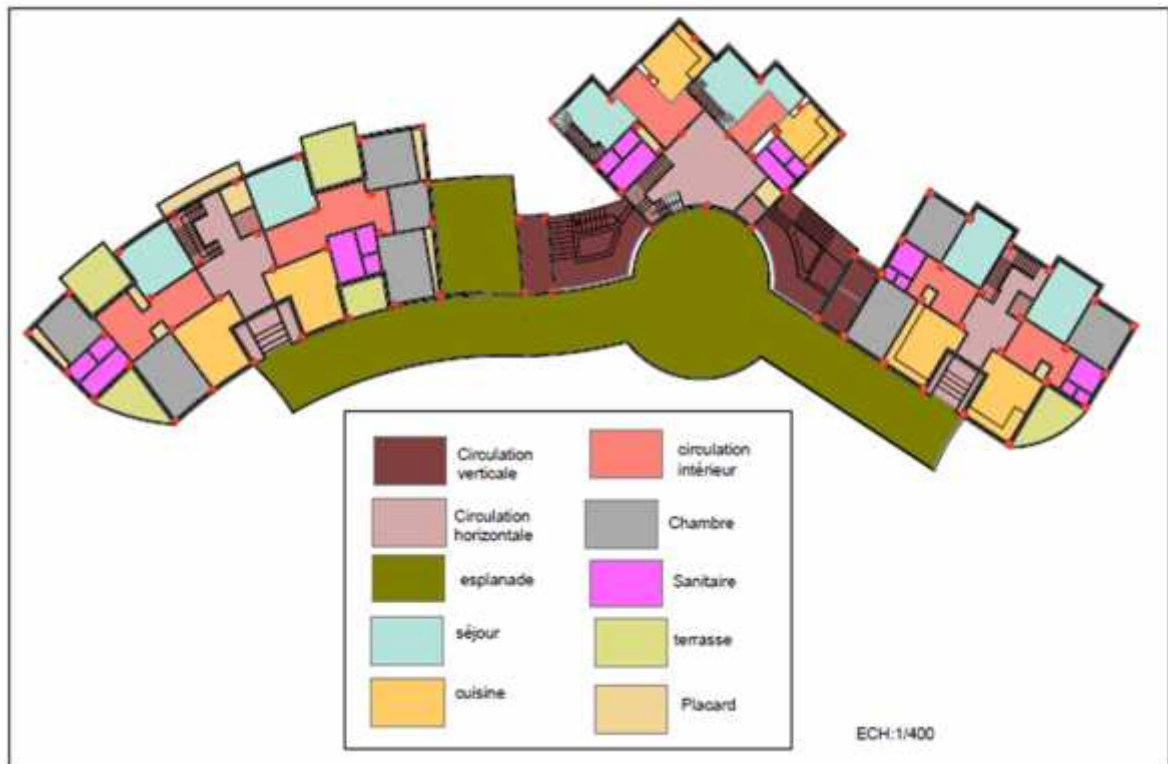 Circulation
verticale
circulation
intérieur
Circulation
horizontale
Chambre
esplanade
Sanitaire
séjour
terrasse
cuisine
Placard
ECH:1/400